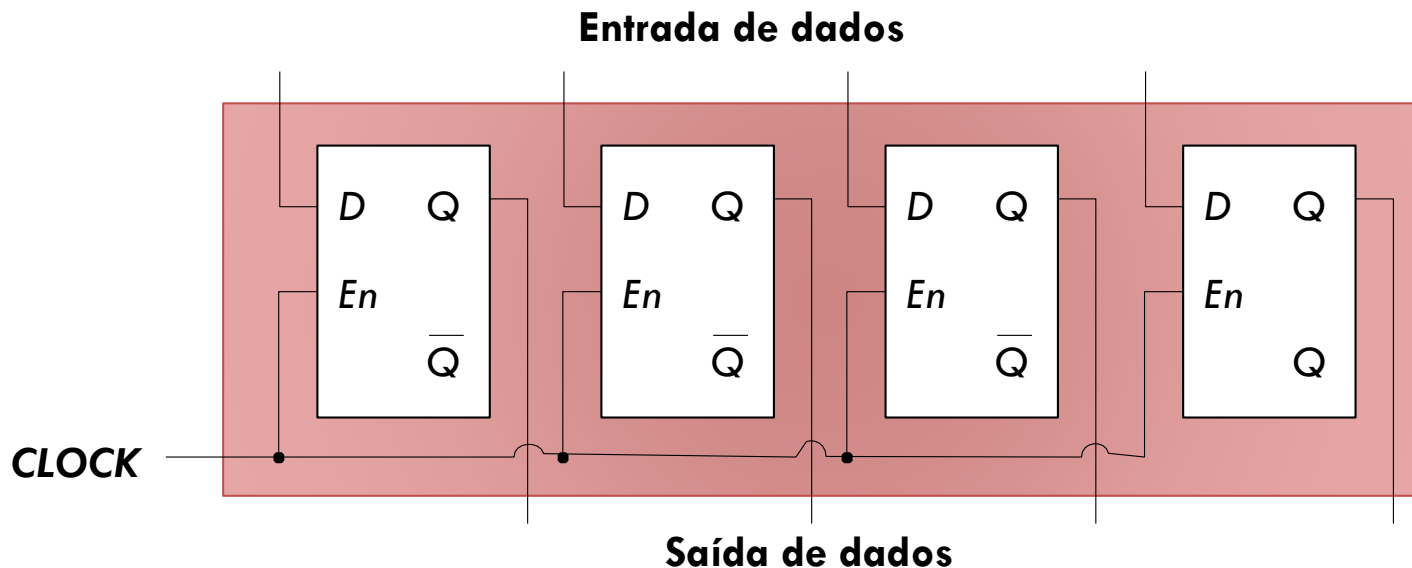 Entrada de dados
D Q D Q D Q D Q
En En En En
Q̅ Q̅ Q̅ Q
CLOCK
Saída de dados